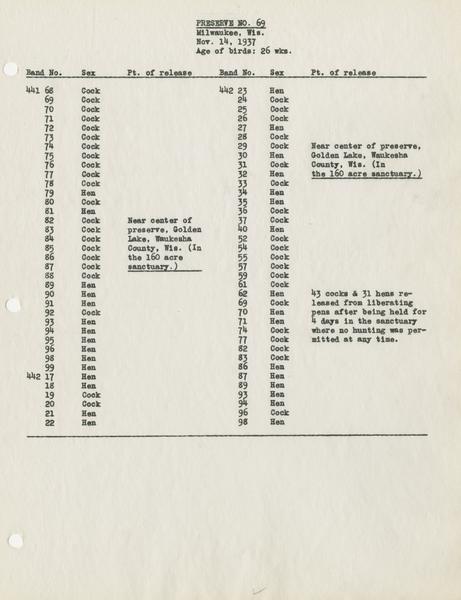 PRESERVE NO. 69
Milwaukee, Wis.
Nov. 14, 1937
Age of birds: 26 wks.
Band No. Sex Pt. of release Band No. Sex Pt. of release
441 68 Cock 442 23 Hen
69 Cock 24 Cock
70 Cock 25 Cock
71 Cock 26 Cock
72 Cock 27 Hen
73 Cock 28 Cock
74 Cock 29 Cock Near center of preserve,
75 Cock 30 Hen Golden Lake, Waukesha
76 Cock 31 Cock County, Wis. (In
77 Cock 32 Hen the 160 acre sanctuary.)
78 Cock 33 Cock
79 Hen 34 Hen
80 Cock 35 Hen
81 Hen 36 Cock
82 Cock Near center of 37 Cock
83 Cock preserve, Golden 40 Hen
84 Cock Lake, Waukesha 52 Cock
85 Cock County, Wis. (In 54 Cock
86 Cock the 160 acre 55 Cock
87 Cock sanctuary.) 57 Cock
88 Cock 59 Cock
89 Hen 61 Cock
90 Hen 62 Hen 43 cocks & 31 hens re-
91 Hen 69 Cock leased from liberating
92 Cock 70 Hen pens after being held for
93 Hen 71 Hen 4 days in the sanctuary
94 Hen 74 Cock where no hunting was per-
95 Hen 77 Cock mitted at any time.
96 Hen 82 Cock
98 Hen 83 Cock
99 Hen 86 Hen
442 17 Hen 87 Hen
18 Hen 89 Hen
19 Cock 93 Hen
20 Cock 94 Hen
21 Hen 96 Cock
22 Hen 98 Hen